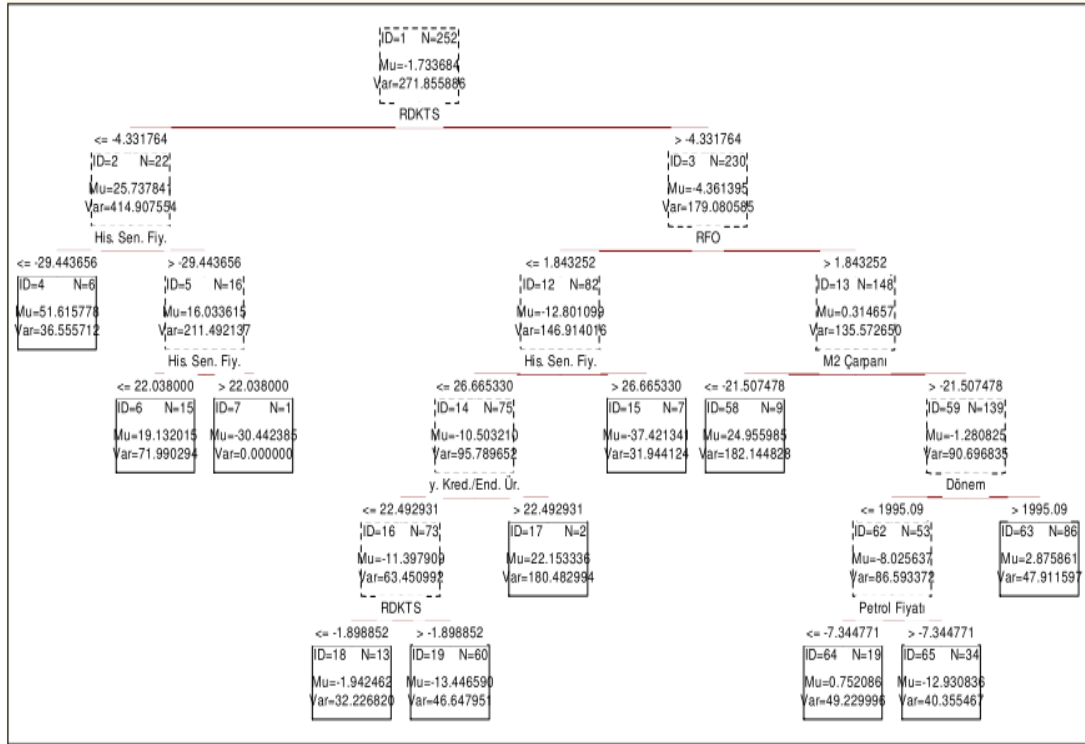 ID=1 N=252
Mu=-1.733684
Var=271.855886
RDKTS
<= -4.331764 > -4.331764
ID=2 N=22 ID=3 N=230
Mu=25.737841 Mu=-4.361395
Var=414.907554 Var=179.080585
His. Sen. Fiy. RFO
<= -29.443656 > -29.443656 <= 1.843252 > 1.843252
ID=4 N=6 ID=5 N=16 ID=12 N=82 ID=13 N=148
Mu=51.615778 Mu=16.033615 Mu=-12.801099 Mu=0.314657
Var=36.555712 Var=211.492137 Var=146.914016 Var=135.572650
His. Sen. Fiy. His. Sen. Fiy. M2 Çarpanı
<= 22.038000 > 22.038000 <= 26.665330 > 26.665330 <= -21.507478 > -21.507478
ID=6 N=15 ID=7 N=1 ID=14 N=75 ID=15 N=7 ID=58 N=9 ID=59 N=139
Mu=19.132015 Mu=-30.442385 Mu=-10.503210 Mu=-37.421341 Mu=24.955985 Mu=-1.280825
Var=71.990294 Var=0.000000 Var=95.789652 Var=31.944124 Var=182.144828 Var=90.696835
y. Kred./End. Ür. Dönem
<= 22.492931 > 22.492931 <= 1995.09 > 1995.09
ID=16 N=73 ID=17 N=2 ID=62 N=53 ID=63 N=86
Mu=-11.397909 Mu=22.153336 Mu=-8.025637 Mu=2.875861
Var=63.450992 Var=180.482994 Var=86.593372 Var=47.911597
RDKTS Petrol Fiyatı
<= -1.898852 > -1.898852 <= -7.344771 > -7.344771
ID=18 N=13 ID=19 N=60 ID=64 N=19 ID=65 N=34
Mu=-1.942462 Mu=-13.446590 Mu=0.752086 Mu=-12.930836
Var=32.226820 Var=46.647951 Var=49.229996 Var=40.355467